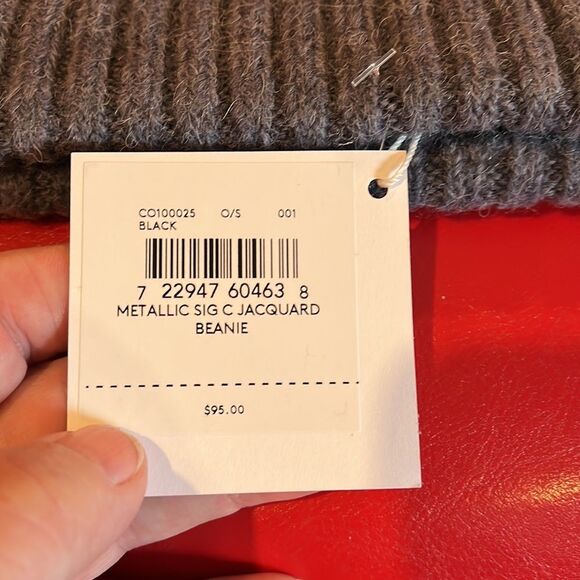 CO100025 O/S 001
BLACK
7 22947 60463 8
METALLIC SIG C JACQUARD
BEANIE
$95.00